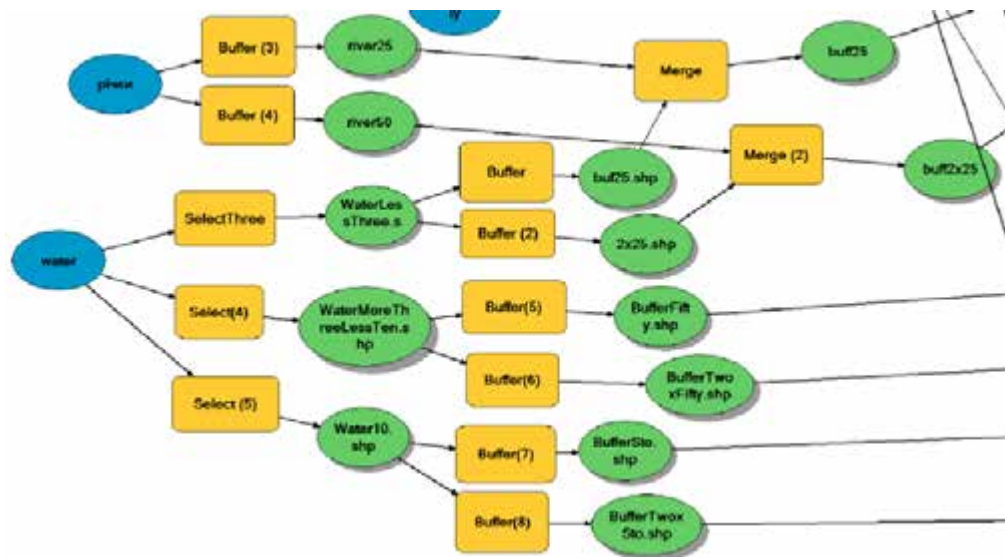 ly
Buffer (3)
river25
Merge
buff25
Buffer (4)
river50
Merge (2)
buff2x25
Buffer
buf25.shp
SelectThree
WaterLes
sThree.s
Buffer (2)
2x25.shp
water
Select(4)
WaterMoreTh
reeLessTen.s
hp
Buffer(5)
BufferFift
y.shp
Buffer(6)
BufferTwo
xFifty.shp
Select (5)
Water10.
shp
Buffer(7)
BufferSto.
shp
Buffer(8)
BufferTwox
Sto.shp